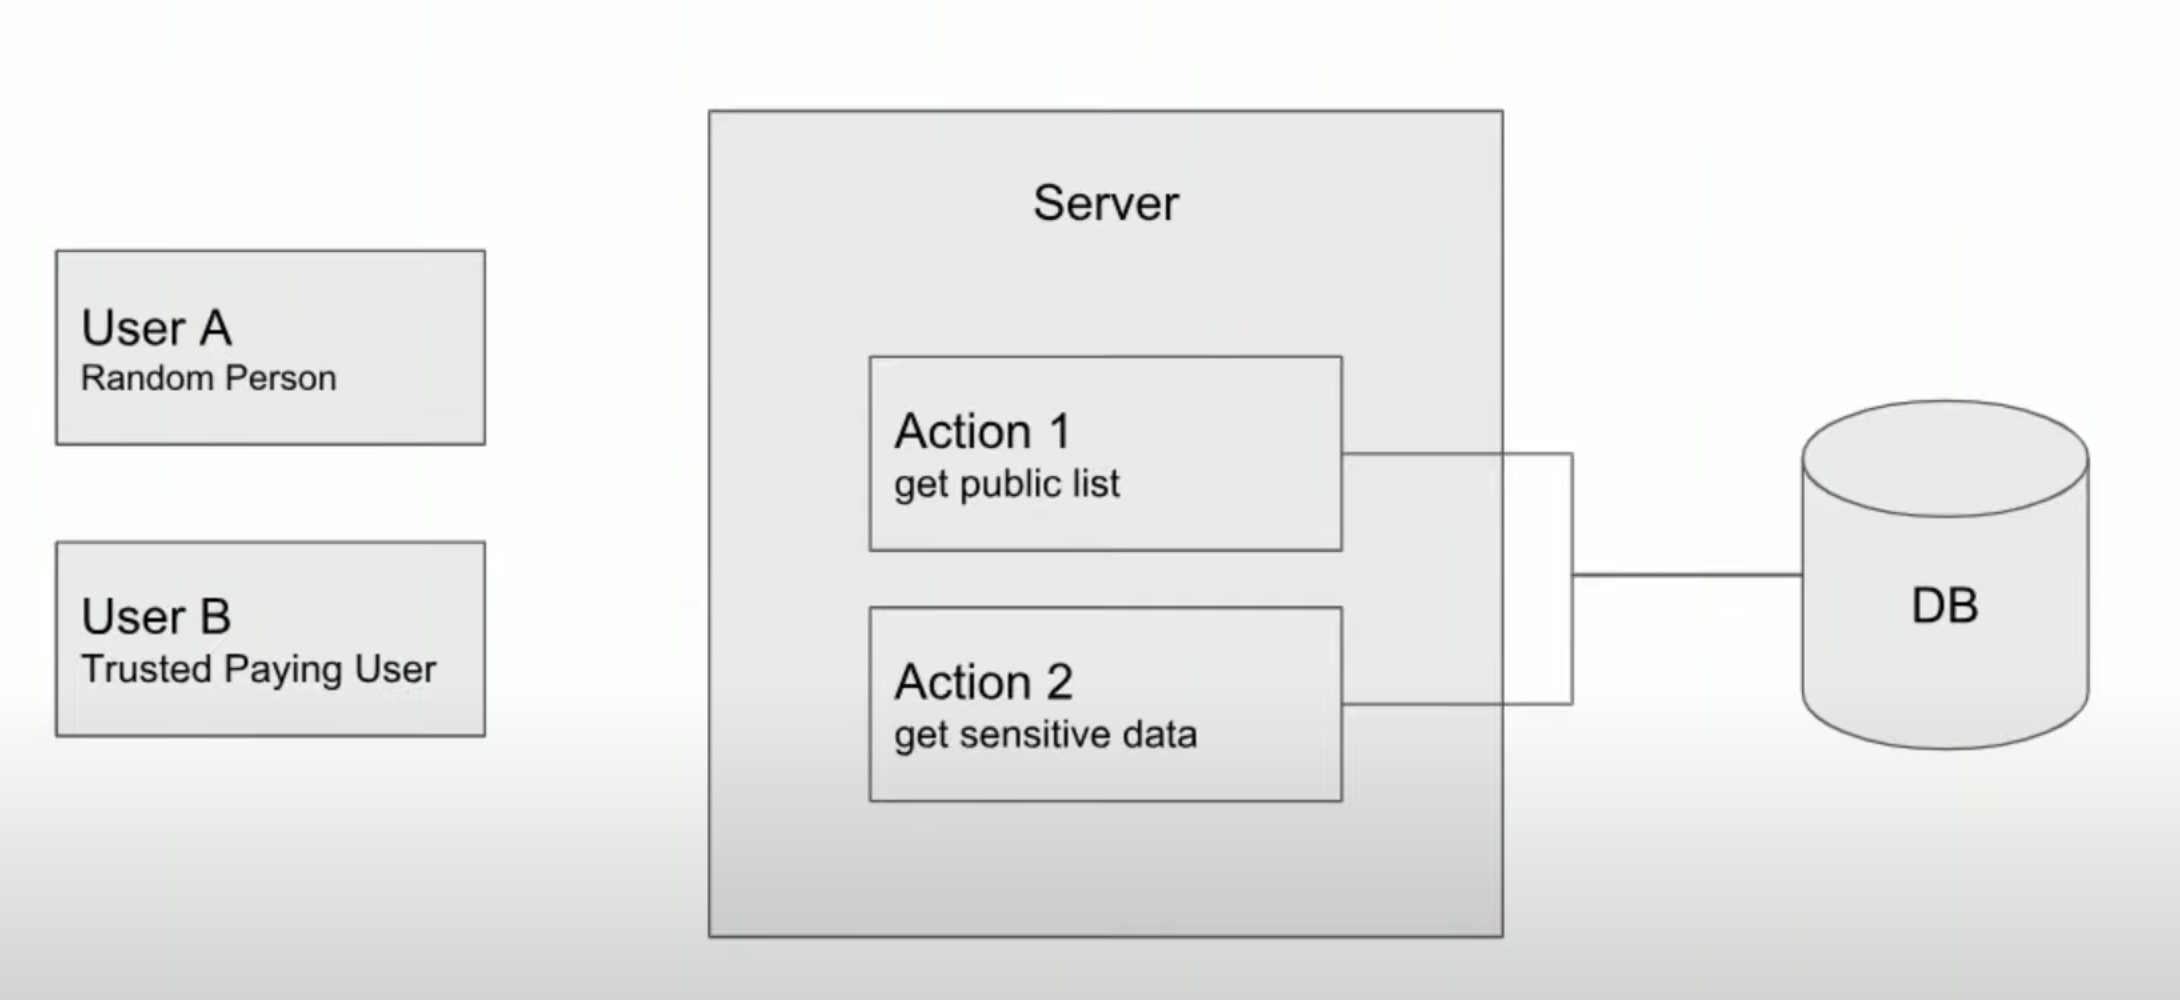 Server
User A
Random Person
User B
Trusted Paying User
Action 1
get public list
Action 2
get sensitive data
DB